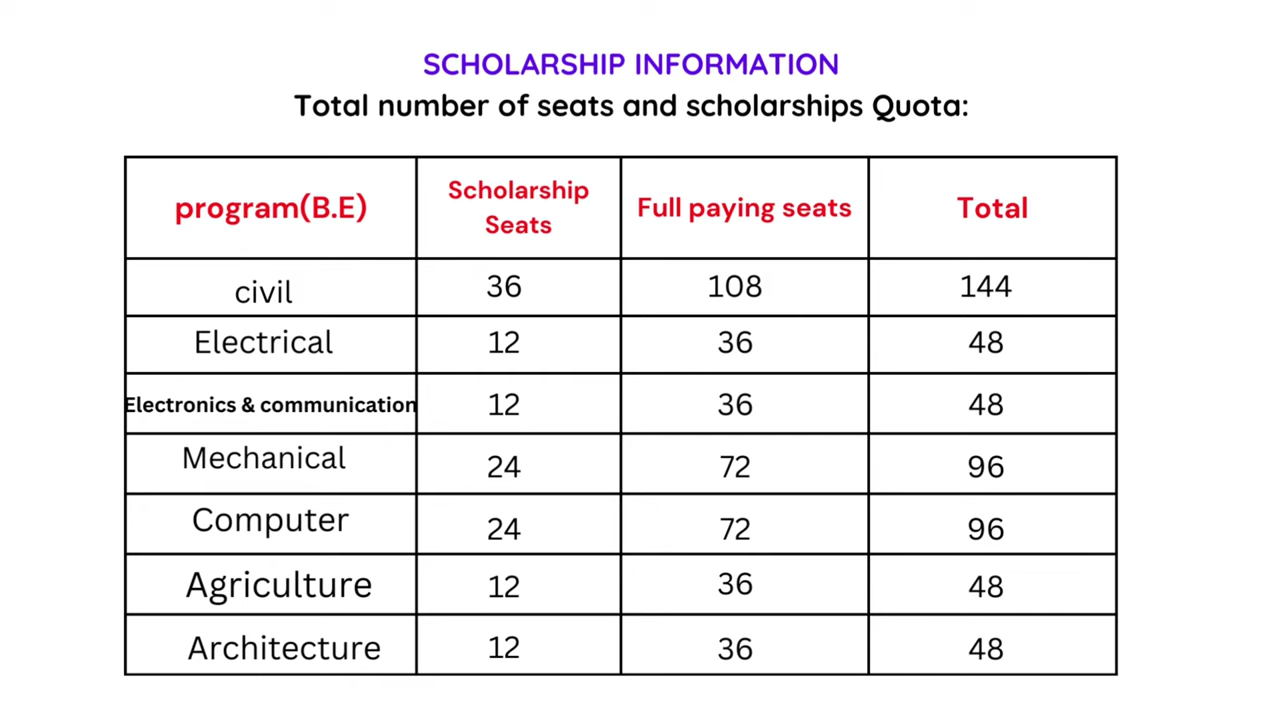 SCHOLARSHIP INFORMATION
Total number of seats and scholarships Quota:
program(B.E) Scholarship Seats Full paying seats Total
civil 36 108 144
Electrical 12 36 48
Electronics & communication 12 36 48
Mechanical 24 72 96
Computer 24 72 96
Agriculture 12 36 48
Architecture 12 36 48